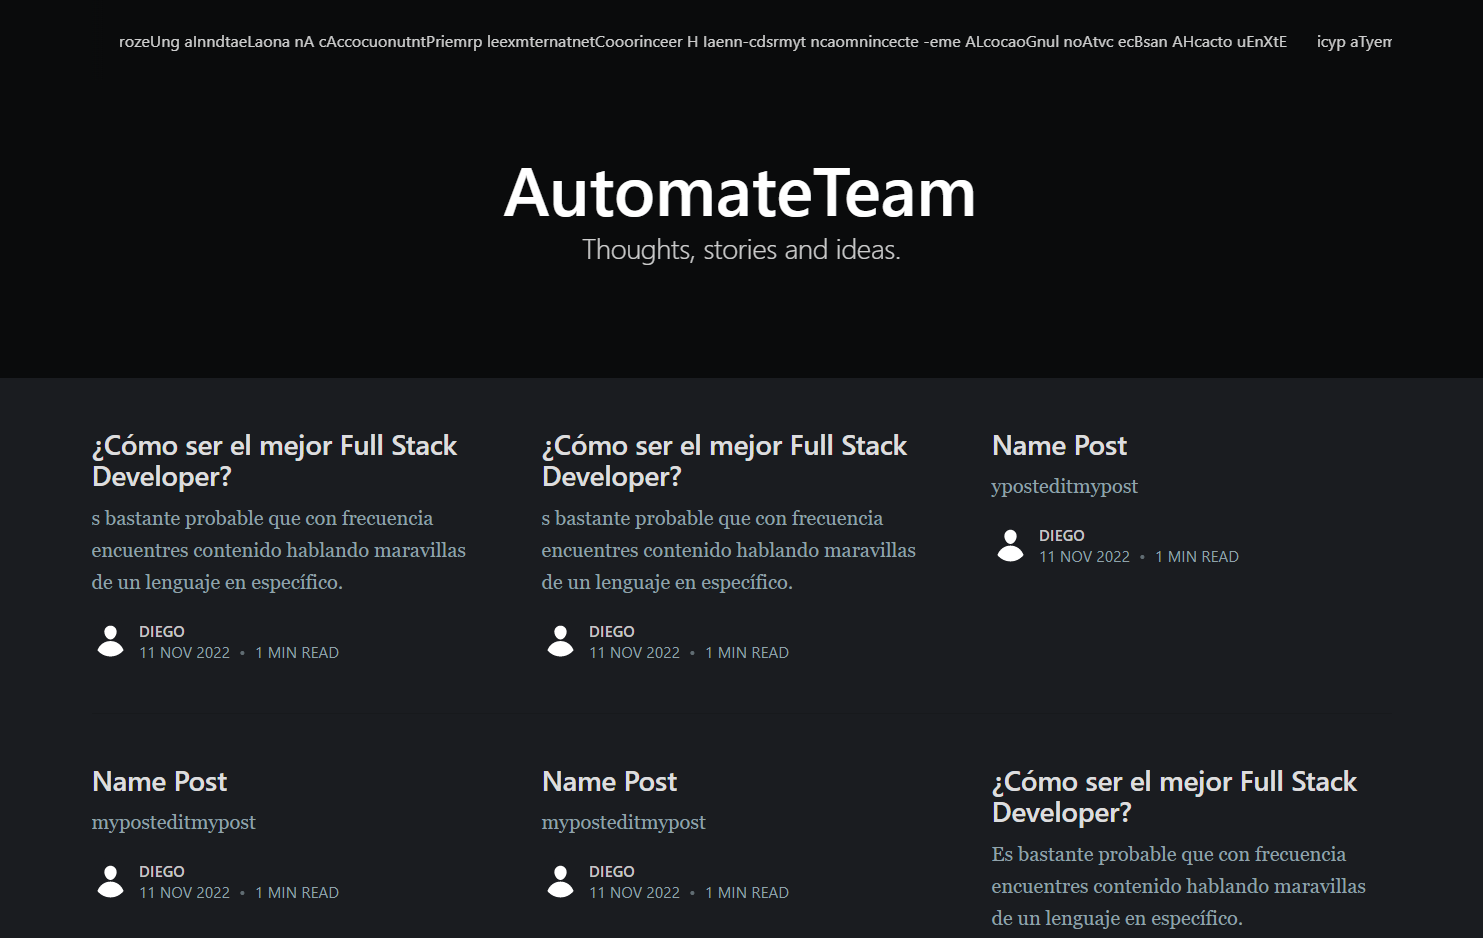 rozeUng aInndtaeLaona nA cAccocuonutntPriemrp leexmternatnetCooorinceer H Iaenn-cdsrmyt ncaomnincecte -eme ALcocaoGnul noAtvc ecBsan AHcacto uEnXtE icyp aTyem
AutomateTeam
Thoughts, stories and ideas.
¿Cómo ser el mejor Full Stack
Developer?
s bastante probable que con frecuencia
encuentres contenido hablando maravillas
de un lenguaje en específico.
DIEGO
11 NOV 2022 • 1 MIN READ
¿Cómo ser el mejor Full Stack
Developer?
s bastante probable que con frecuencia
encuentres contenido hablando maravillas
de un lenguaje en específico.
DIEGO
11 NOV 2022 • 1 MIN READ
Name Post
yposteditmypost
DIEGO
11 NOV 2022 • 1 MIN READ
Name Post
myposteditmypost
DIEGO
11 NOV 2022 • 1 MIN READ
Name Post
myposteditmypost
DIEGO
11 NOV 2022 • 1 MIN READ
¿Cómo ser el mejor Full Stack
Developer?
Es bastante probable que con frecuencia
encuentres contenido hablando maravillas
de un lenguaje en específico.